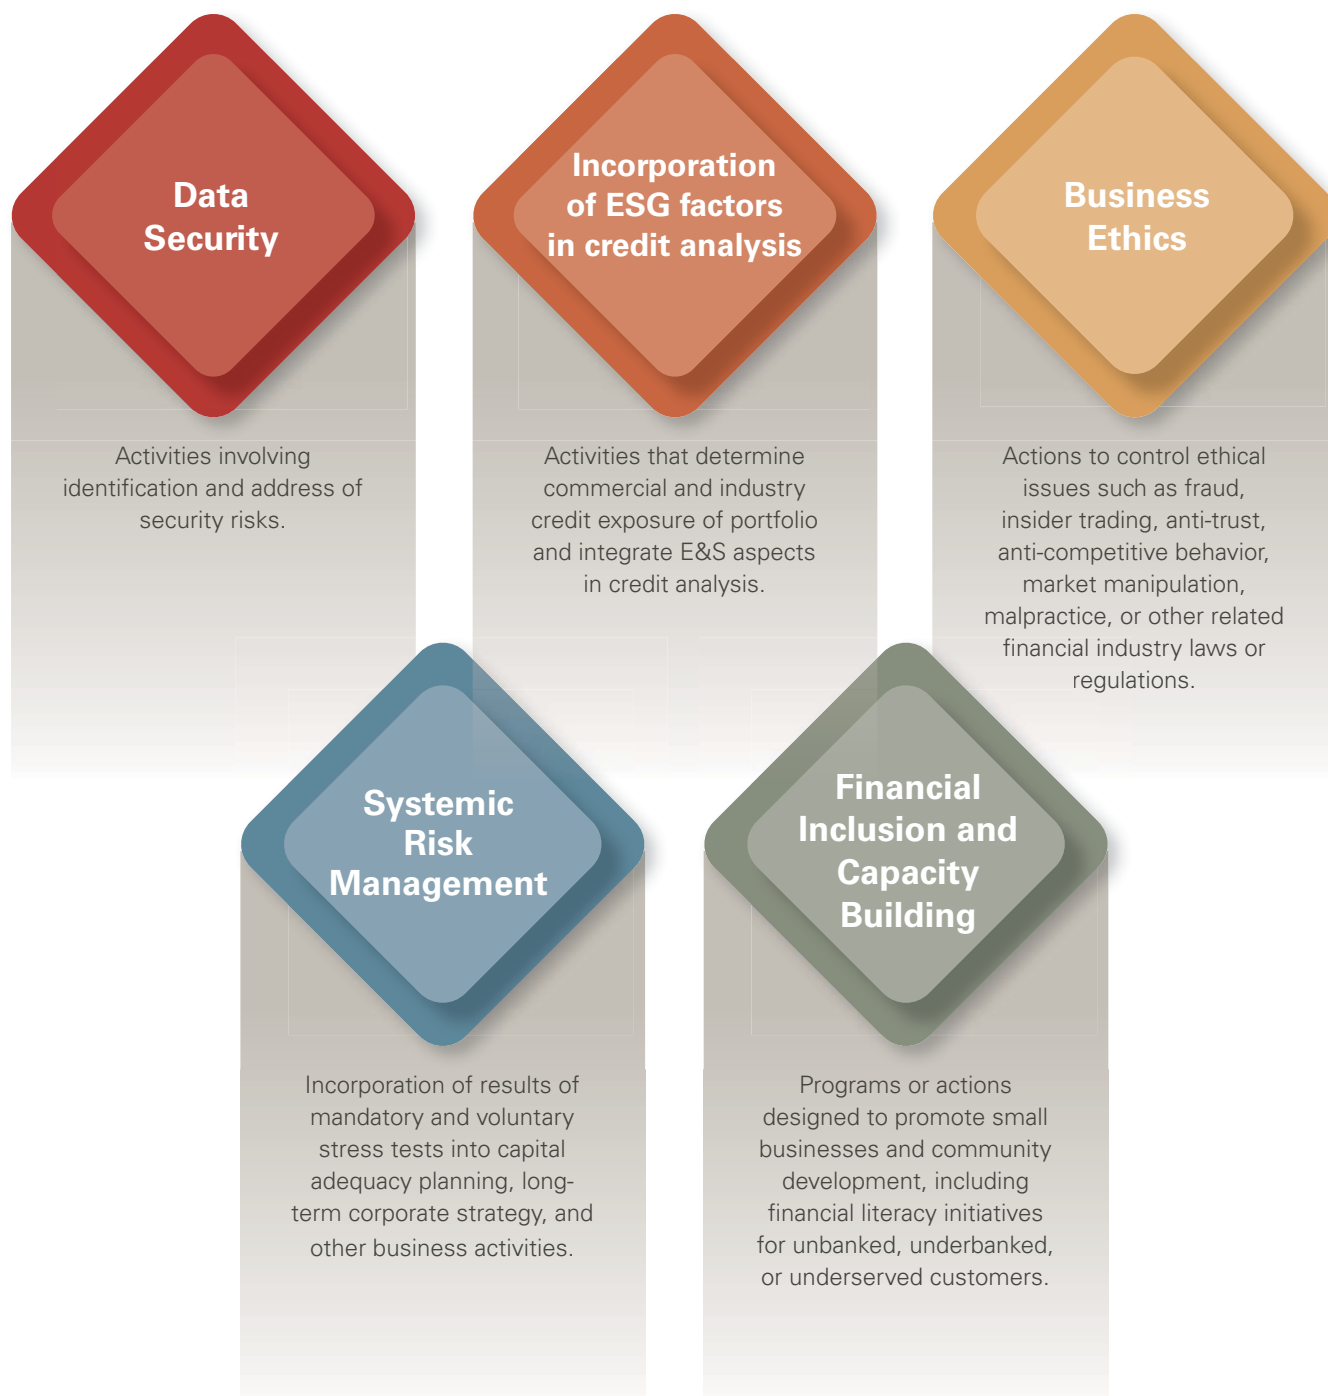 Data
Security
Activities involving
identification and address of
security risks.
Incorporation
of ESG factors
in credit analysis
Activities that determine
commercial and industry
credit exposure of portfolio
and integrate E&S aspects
in credit analysis.
Business
Ethics
Actions to control ethical
issues such as fraud,
insider trading, anti-trust,
anti-competitive behavior,
market manipulation,
malpractice, or other related
financial industry laws or
regulations.
Systemic
Risk
Management
Incorporation of results of
mandatory and voluntary
stress tests into capital
adequacy planning, long-
term corporate strategy, and
other business activities.
Financial
Inclusion and
Capacity
Building
Programs or actions
designed to promote small
businesses and community
development, including
financial literacy initiatives
for unbanked, underbanked,
or underserved customers.